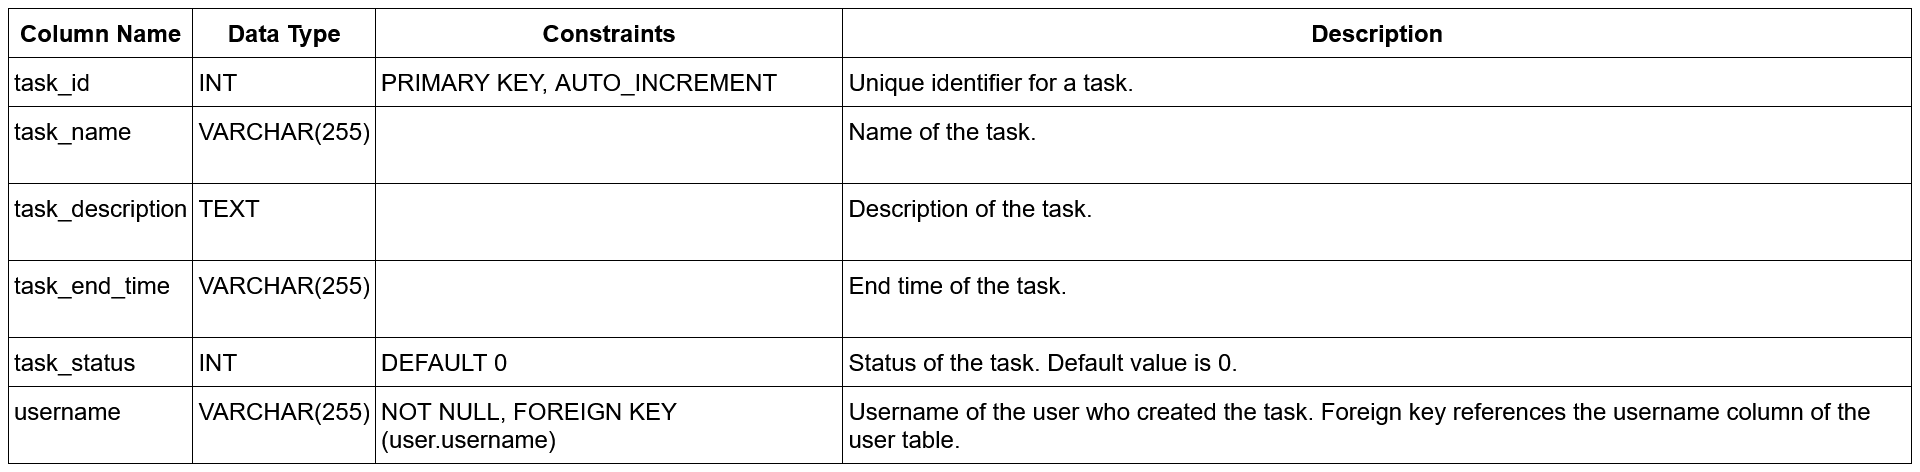 Column Name Data Type Constraints Description
task_id INT PRIMARY KEY, AUTO_INCREMENT Unique identifier for a task.
task_name VARCHAR(255) Name of the task.
task_description TEXT Description of the task.
task_end_time VARCHAR(255) End time of the task.
task_status INT DEFAULT 0 Status of the task. Default value is 0.
username VARCHAR(255) NOT NULL, FOREIGN KEY Username of the user who created the task. Foreign key references the username column of the
(user.username) user table.